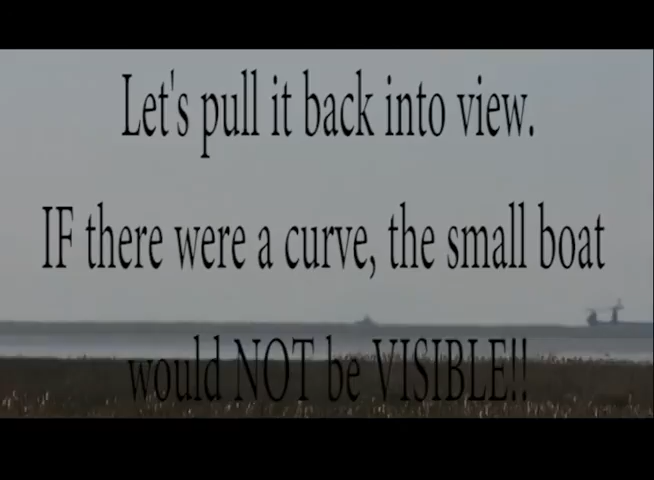 Let's pull it back into view.
IF there were a curve, the small boat
would NOT be VISIBLE!!